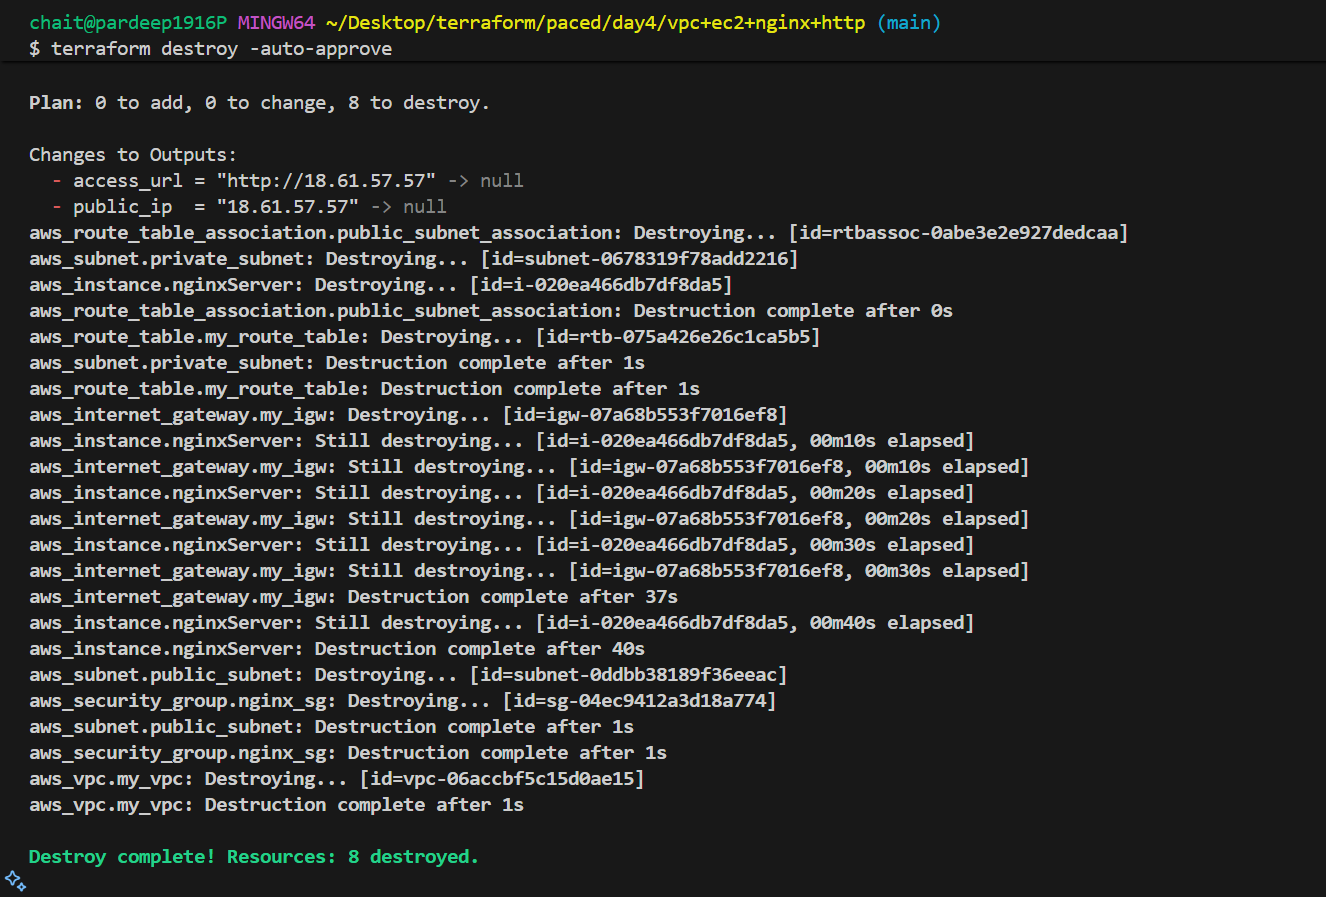 chait@pardeep1916P MINGW64 ~/Desktop/terraform/paced/day4/vpc+ec2+nginx+http (main)
$ terraform destroy -auto-approve
Plan: 0 to add, 0 to change, 8 to destroy.
Changes to Outputs:
- access_url = "http://18.61.57.57" -> null
- public_ip  = "18.61.57.57" -> null
aws_route_table_association.public_subnet_association: Destroying... [id=rtbassoc-0abe3e2e927dedcaa]
aws_subnet.private_subnet: Destroying... [id=subnet-0678319f78add2216]
aws_instance.nginxServer: Destroying... [id=i-020ea466db7df8da5]
aws_route_table_association.public_subnet_association: Destruction complete after 0s
aws_route_table.my_route_table: Destroying... [id=rtb-075a426e26c1ca5b5]
aws_subnet.private_subnet: Destruction complete after 1s
aws_route_table.my_route_table: Destruction complete after 1s
aws_internet_gateway.my_igw: Destroying... [id=igw-07a68b553f7016ef8]
aws_instance.nginxServer: Still destroying... [id=i-020ea466db7df8da5, 00m10s elapsed]
aws_internet_gateway.my_igw: Still destroying... [id=igw-07a68b553f7016ef8, 00m10s elapsed]
aws_instance.nginxServer: Still destroying... [id=i-020ea466db7df8da5, 00m20s elapsed]
aws_internet_gateway.my_igw: Still destroying... [id=igw-07a68b553f7016ef8, 00m20s elapsed]
aws_instance.nginxServer: Still destroying... [id=i-020ea466db7df8da5, 00m30s elapsed]
aws_internet_gateway.my_igw: Still destroying... [id=igw-07a68b553f7016ef8, 00m30s elapsed]
aws_internet_gateway.my_igw: Destruction complete after 37s
aws_instance.nginxServer: Still destroying... [id=i-020ea466db7df8da5, 00m40s elapsed]
aws_instance.nginxServer: Destruction complete after 40s
aws_subnet.public_subnet: Destroying... [id=subnet-0ddbb38189f36eeac]
aws_security_group.nginx_sg: Destroying... [id=sg-04ec9412a3d18a774]
aws_subnet.public_subnet: Destruction complete after 1s
aws_security_group.nginx_sg: Destruction complete after 1s
aws_vpc.my_vpc: Destroying... [id=vpc-06accbf5c15d0ae15]
aws_vpc.my_vpc: Destruction complete after 1s
Destroy complete! Resources: 8 destroyed.